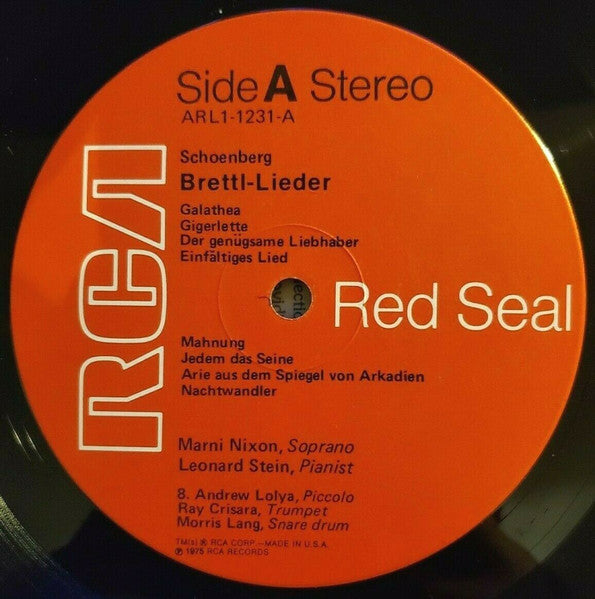 Side A Stereo
ARL1-1231-A
Schoenberg
Brettl-Lieder
Galathea
Gigerlette
Der genügsame Liebhaber
Einfältiges Lied
RCA
Red Seal
Mahnung
Jedem das Seine
Arie aus dem Spiegel von Arkadien
Nachtwandler
Marni Nixon, Soprano
Leonard Stein, Pianist
8. Andrew Lolya, Piccolo
Ray Crisara, Trumpet
Morris Lang, Snare drum
TM(s) ® RCA CORP.—MADE IN U.S.A.
℗ 1975 RCA RECORDS